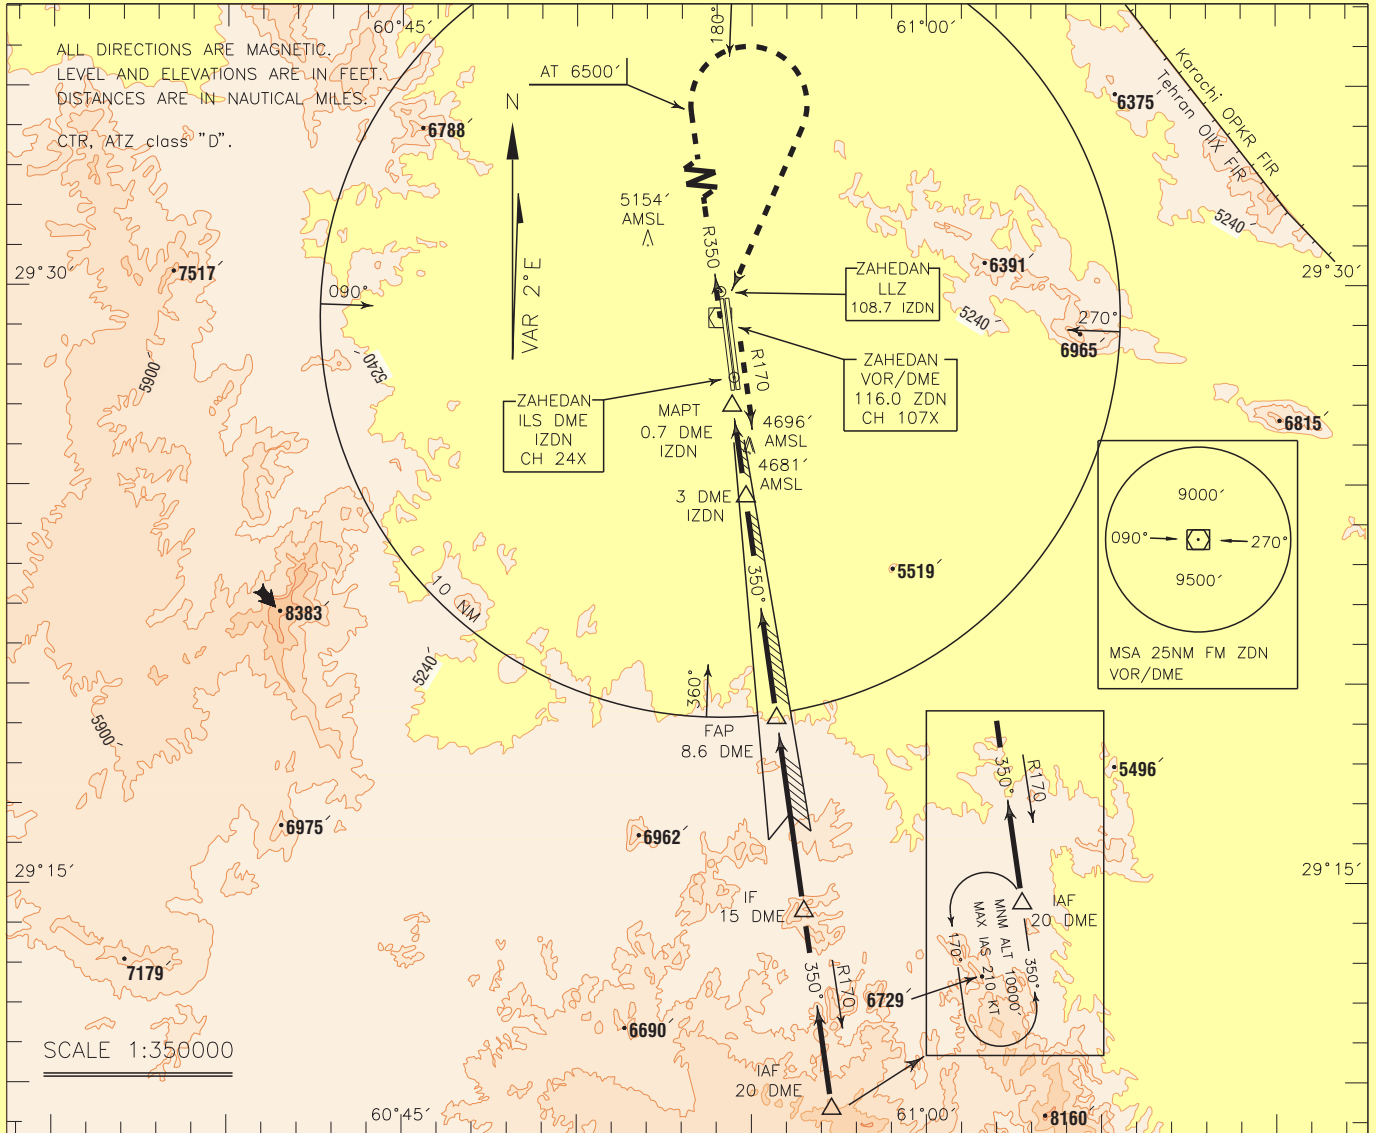 60°45′
61°00′
ALL DIRECTIONS ARE MAGNETIC.
LEVEL AND ELEVATIONS ARE IN FEET.
DISTANCES ARE IN NAUTICAL MILES.
CTR, ATZ class "D".
180°
AT 6500′
N
VAR 2°E
6788′
6375′
Karachi OPKR FIR
Tehran OIIX FIR
5240′
5154′
AMSL
R350
29°30′
7517′
090°
5900′
5240′
ZAHEDAN
LLZ
108.7 IZDN
6391′
5240′
270°
6965′
29°30′
ZAHEDAN
VOR/DME
116.0 ZDN
CH 107X
R170
ZAHEDAN
ILS DME
IZDN
CH 24X
MAPT
0.7 DME
IZDN
4696′
AMSL
4681′
AMSL
3 DME
IZDN
6815′
9000′
090°
270°
9500′
MSA 25NM FM ZDN
VOR/DME
5519′
350°
10 NM
8383′
5240′
5900′
360°
FAP
8.6 DME
5496′
350°
R170
6975′
6962′
29°15′
29°15′
IF
15 DME
IAF
20 DME
MNM ALT 10000′
MAX IAS 210 KT
170°
350°
7179′
350°
R170
6729′
6690′
SCALE 1:350000
IAF
20 DME
60°45′
61°00′
8160′